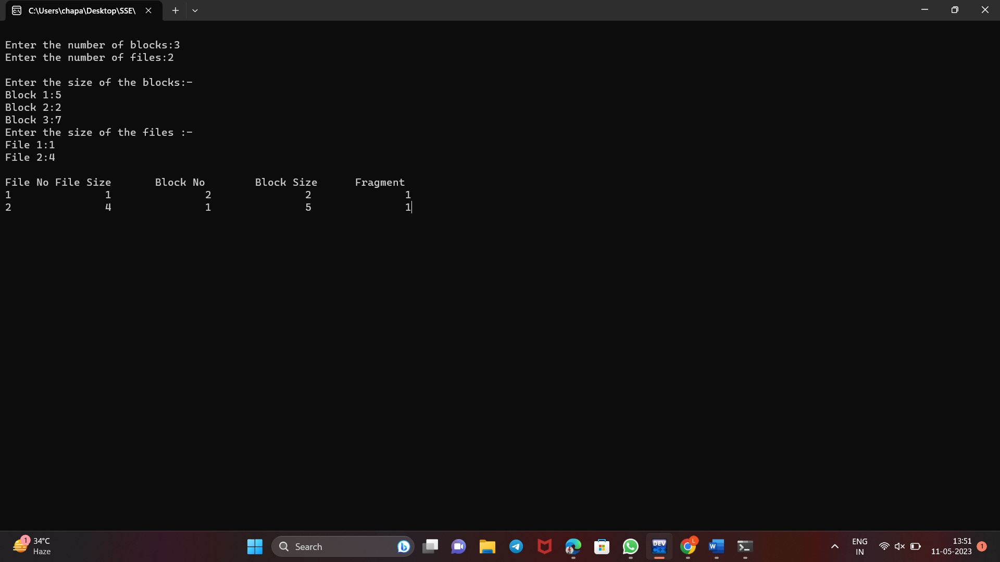 C:\Users\chapa\Desktop\SSE\
Enter the number of blocks:3
Enter the number of files:2
Enter the size of the blocks:-
Block 1:5
Block 2:2
Block 3:7
Enter the size of the files :-
File 1:1
File 2:4
File No File Size Block No Block Size Fragment
1 1 2 2 1
2 4 1 5 1
1 34°C
Haze
Search
DEV
C++
L
W
ENG
IN
13:51
11-05-2023
1